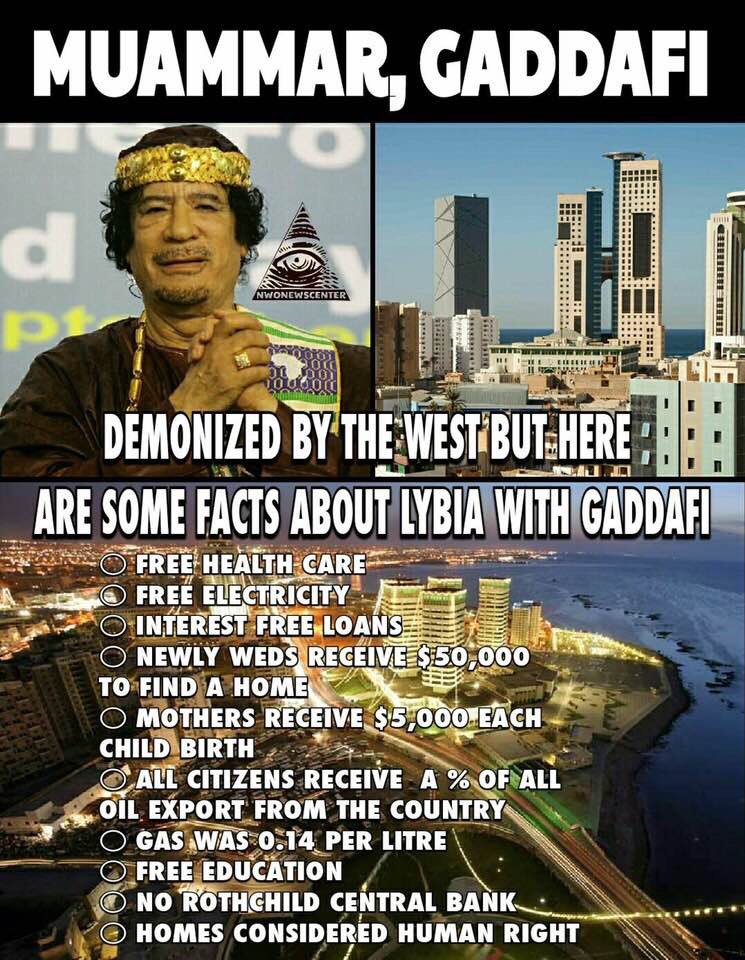 MUAMMAR, GADDAFI
NWONEWSCENTER
DEMONIZED BY THE WEST BUT HERE
ARE SOME FACTS ABOUT LYBIA WITH GADDAFI
FREE HEALTH CARE
FREE ELECTRICITY
INTEREST FREE LOANS
NEWLY WEDS RECEIVE $50,000
TO FIND A HOME
MOTHERS RECEIVE $5,000 EACH
CHILD BIRTH
ALL CITIZENS RECEIVE A % OF ALL
OIL EXPORT FROM THE COUNTRY
GAS WAS 0.14 PER LITRE
FREE EDUCATION
NO ROTHCHILD CENTRAL BANK
HOMES CONSIDERED HUMAN RIGHT